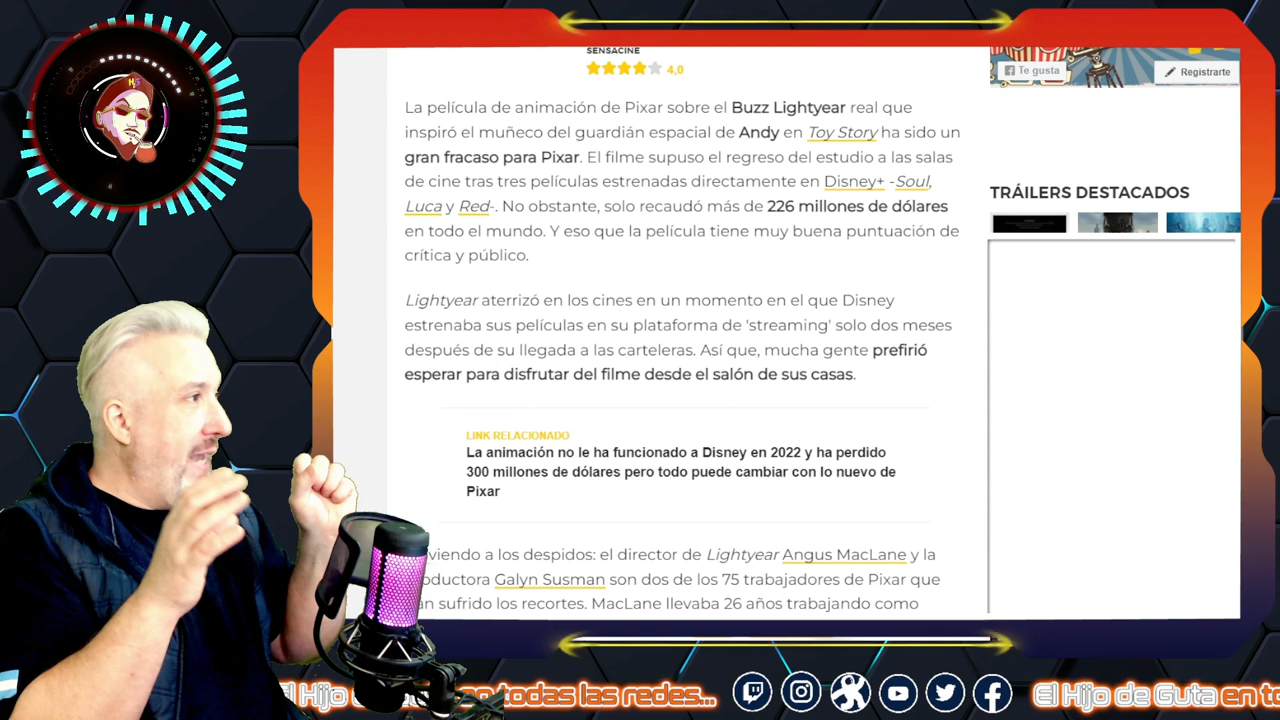 SENSACINE
4,0
La película de animación de Pixar sobre el Buzz Lightyear real que
inspiró el muñeco del guardián espacial de Andy en Toy Story ha sido un
gran fracaso para Pixar. El filme supuso el regreso del estudio a las salas
de cine tras tres películas estrenadas directamente en Disney+ -Soul,
Luca y Red-. No obstante, solo recaudó más de 226 millones de dólares
en todo el mundo. Y eso que la película tiene muy buena puntuación de
crítica y público.
Lightyear aterrizó en los cines en un momento en el que Disney
estrenaba sus películas en su plataforma de 'streaming' solo dos meses
después de su llegada a las carteleras. Así que, mucha gente prefirió
esperar para disfrutar del filme desde el salón de sus casas.
LINK RELACIONADO
La animación no le ha funcionado a Disney en 2022 y ha perdido
300 millones de dólares pero todo puede cambiar con lo nuevo de
Pixar
viendo a los despidos: el director de Lightyear Angus MacLane y la
oductora Galyn Susman son dos de los 75 trabajadores de Pixar que
an sufrido los recortes. MacLane llevaba 26 años trabajando como
Te gusta
Registrarte
TRÁILERS DESTACADOS
El Hijo en todas las redes...
El Hijo de Guta en to